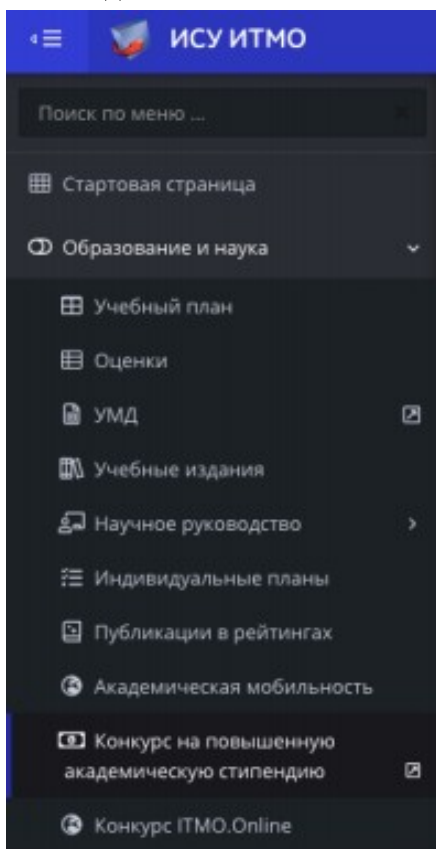 ИСУ ИТМО
Поиск по меню ...
Стартовая страница
Образование и наука
Учебный план
Оценки
УМД
Учебные издания
Научное руководство
Индивидуальные планы
Публикации в рейтингах
Академическая мобильность
Конкурс на повышенную
академическую стипендию
Конкурс ITMO.Online